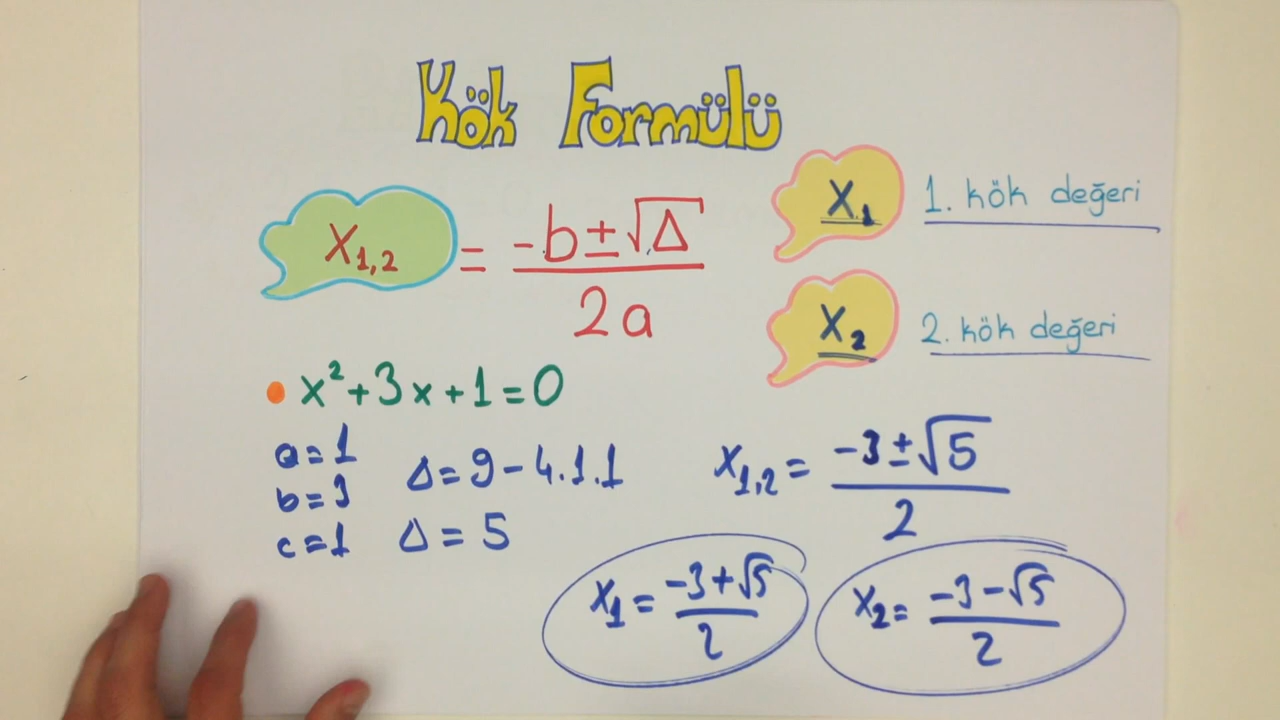 Kök Formülü
X₁,₂ = -b±√Δ / 2a
X₁ 1. kök değeri
X₂ 2. kök değeri
x²+3x+1=0
a=1
b=3
c=1
Δ=9-4.1.1
Δ=5
X₁,₂ = -3±√5 / 2
X₁ = -3+√5 / 2
X₂ = -3-√5 / 2